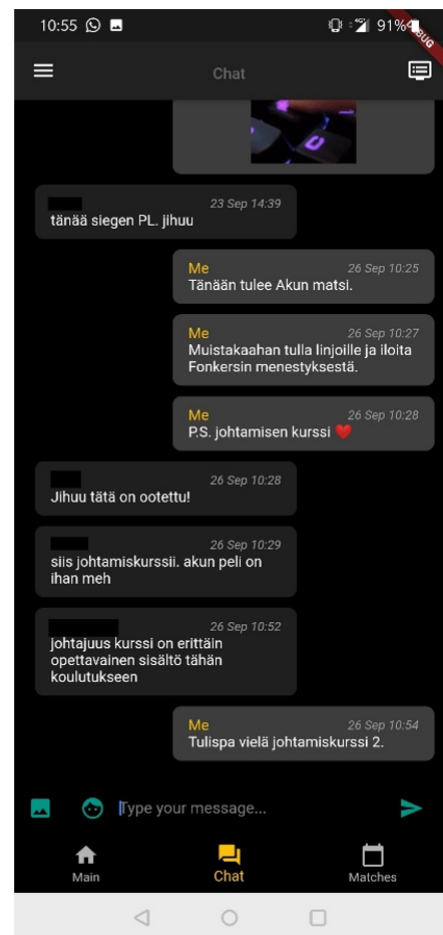 10:55 91%
BUG
Chat
23 Sep 14:39
tänää siegen PL. jihuu
Me 26 Sep 10:25
Tänään tulee Akun matsi.
Me 26 Sep 10:27
Muistakaahan tulla linjoille ja iloita
Fonkersin menestyksestä.
Me 26 Sep 10:28
P.S. johtamisen kurssi ❤️
26 Sep 10:28
Jihuu tätä on ootettu!
26 Sep 10:29
siis johtamiskurssii. akun peli on
ihan meh
26 Sep 10:52
johtajuus kurssi on erittäin
opettavainen sisältö tähän
koulutukseen
Me 26 Sep 10:54
Tulispa vielä johtamiskurssi 2.
Type your message...
Main Chat Matches